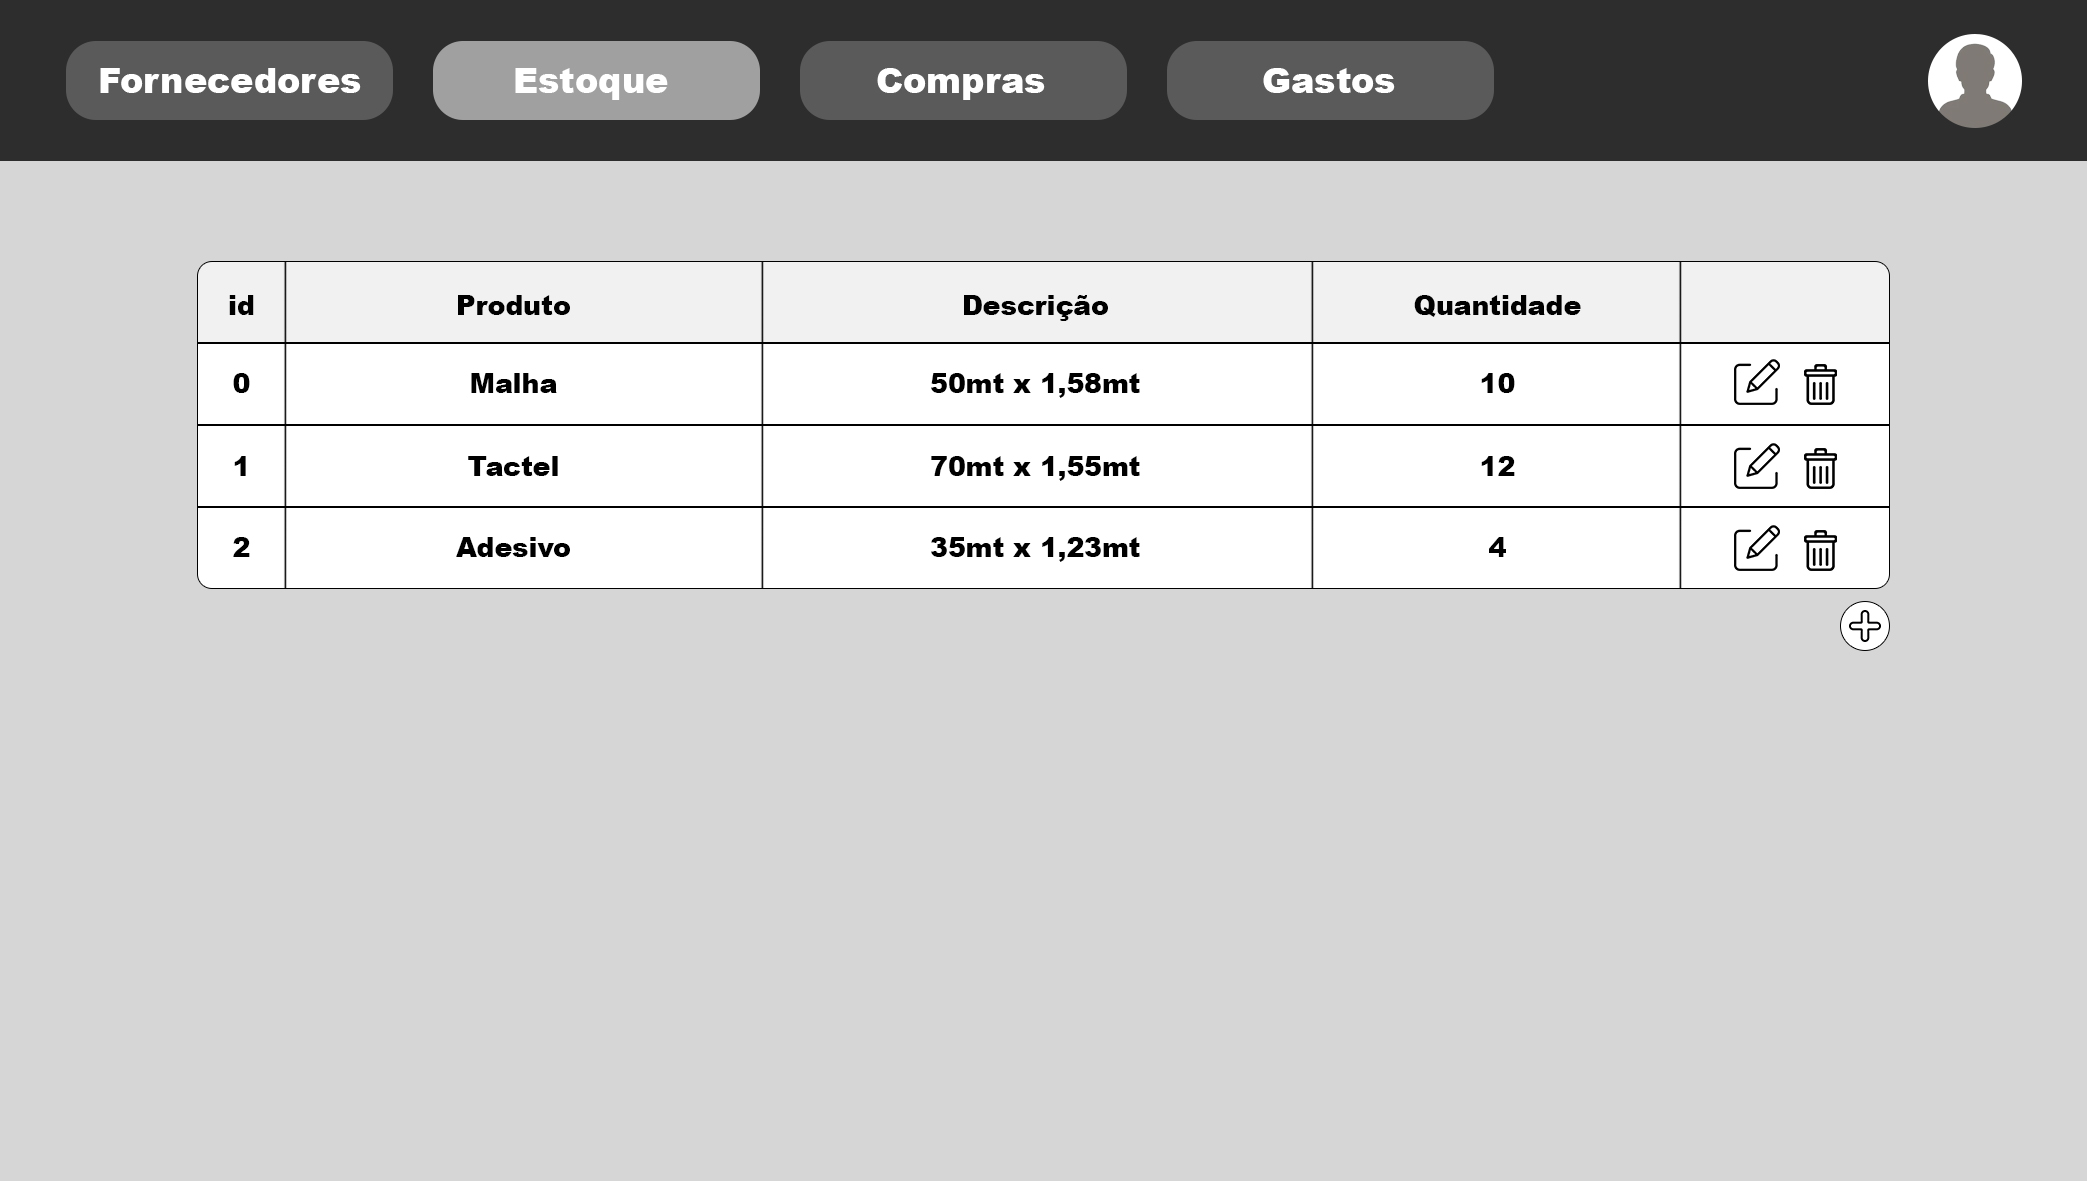 Fornecedores Estoque Compras Gastos
id Produto Descrição Quantidade
0 Malha 50mt x 1,58mt 10
1 Tactel 70mt x 1,55mt 12
2 Adesivo 35mt x 1,23mt 4